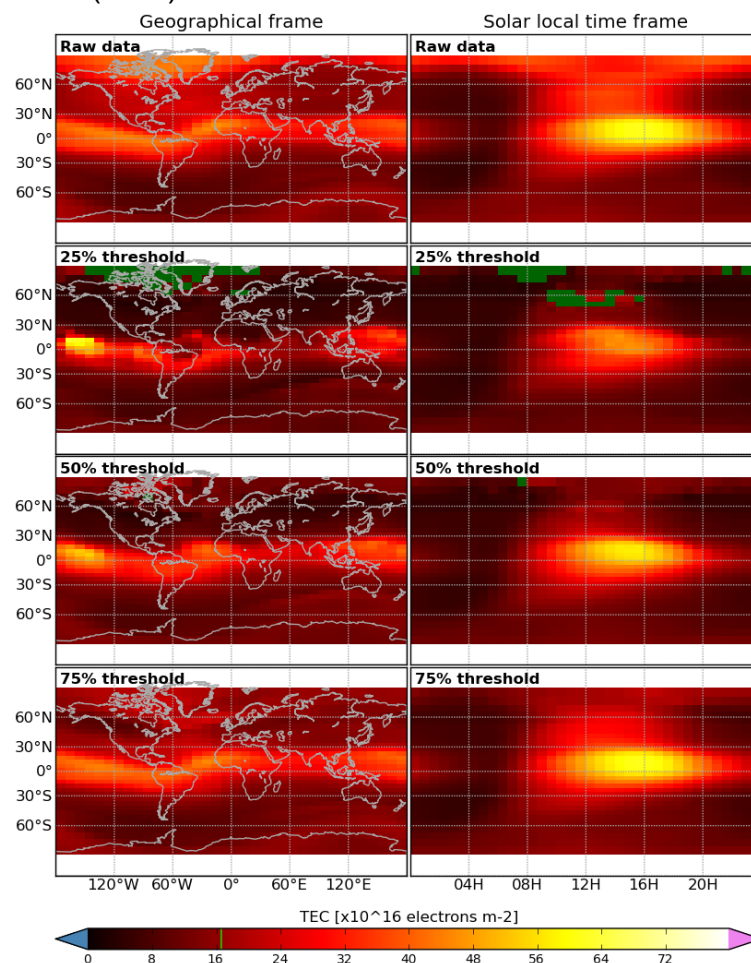 Geographical frame Solar local time frame
Raw data Raw data
60°N
30°N
0°
30°S
60°S
25% threshold 25% threshold
60°N
30°N
0°
30°S
60°S
50% threshold 50% threshold
60°N
30°N
0°
30°S
60°S
75% threshold 75% threshold
60°N
30°N
0°
30°S
60°S
120°W 60°W 0° 60°E 120°E 04H 08H 12H 16H 20H
TEC [x10^16 electrons m-2]
0 8 16 24 32 40 48 56 64 72